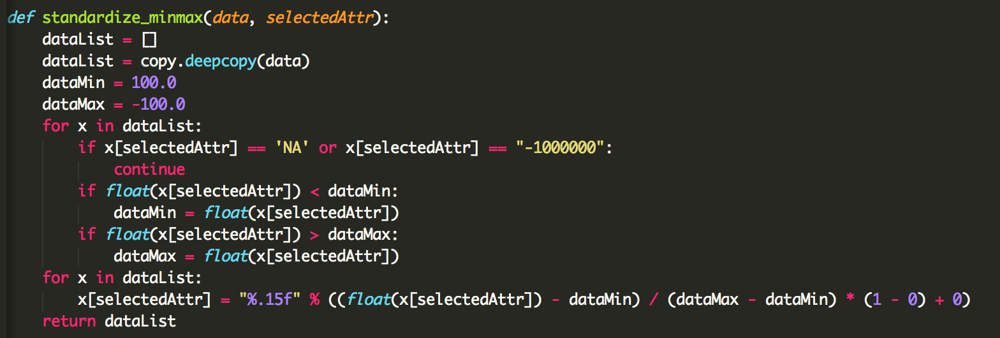 def standardize_minmax(data, selectedAttr):
    dataList = []
    dataList = copy.deepcopy(data)
    dataMin = 100.0
    dataMax = -100.0
    for x in dataList:
        if x[selectedAttr] == 'NA' or x[selectedAttr] == "-1000000":
            continue
        if float(x[selectedAttr]) < dataMin:
            dataMin = float(x[selectedAttr])
        if float(x[selectedAttr]) > dataMax:
            dataMax = float(x[selectedAttr])
    for x in dataList:
        x[selectedAttr] = "%.15f" % ((float(x[selectedAttr]) - dataMin) / (dataMax - dataMin) * (1 - 0) + 0)
    return dataList